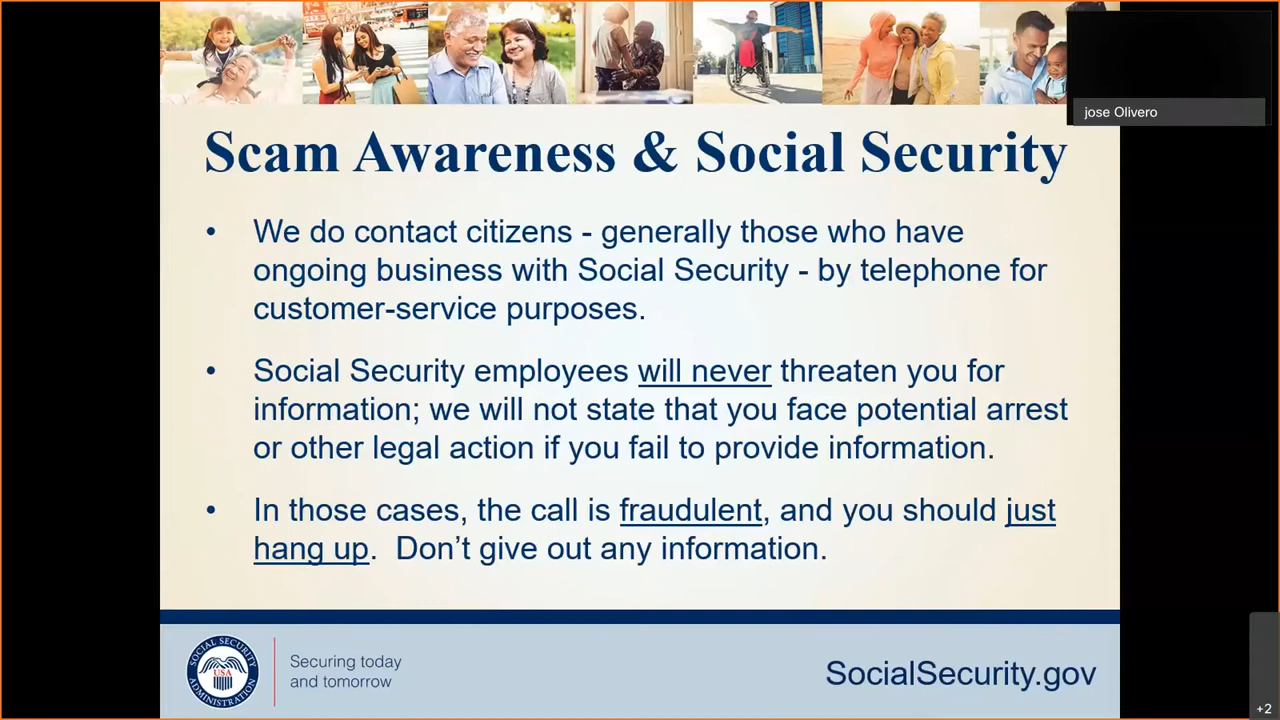 jose Olivero
Scam Awareness & Social Security
• We do contact citizens - generally those who have
ongoing business with Social Security - by telephone for
customer-service purposes.
• Social Security employees will never threaten you for
information; we will not state that you face potential arrest
or other legal action if you fail to provide information.
• In those cases, the call is fraudulent, and you should just
hang up.  Don’t give out any information.
SOCIAL SECURITY
USA
ADMINISTRATION
Securing today
and tomorrow
SocialSecurity.gov
+2